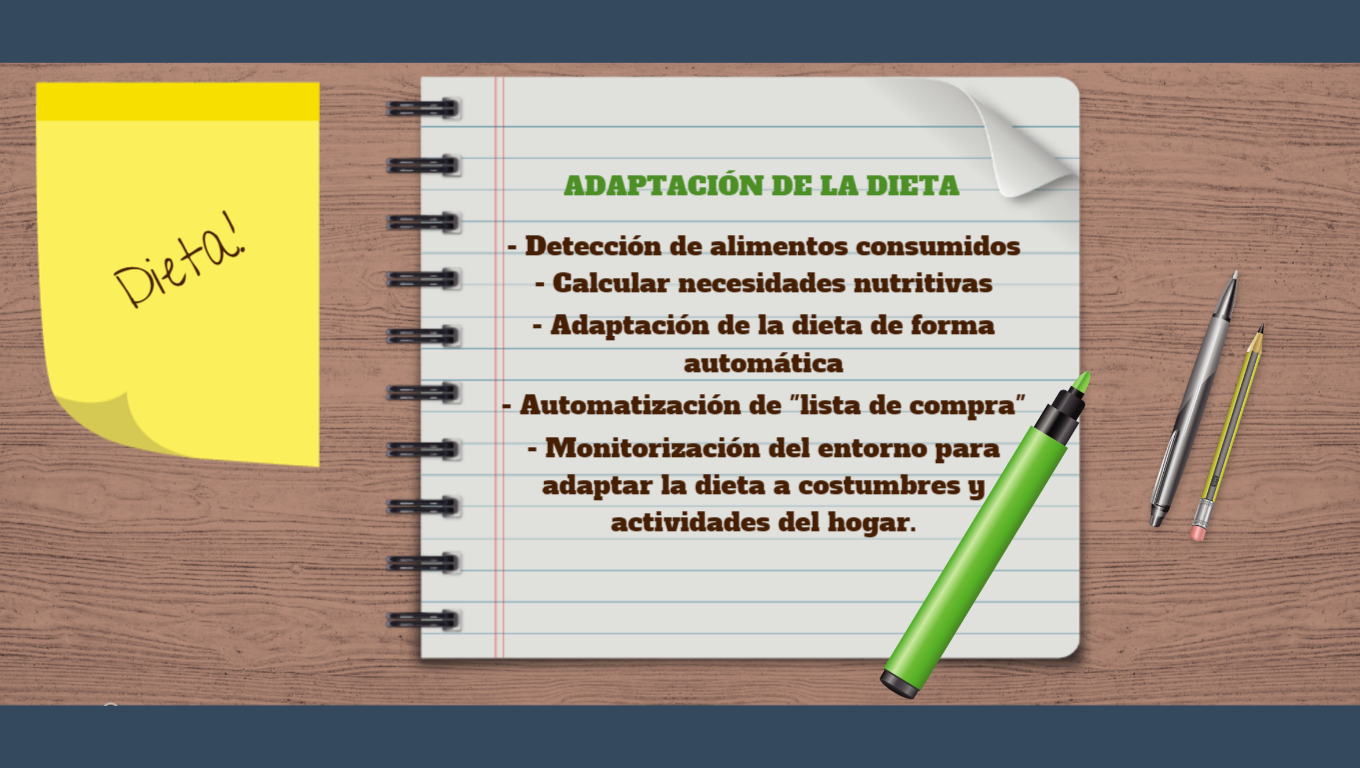 Dieta!
ADAPTACIÓN DE LA DIETA
- Detección de alimentos consumidos
- Calcular necesidades nutritivas
- Adaptación de la dieta de forma
automática
- Automatización de "lista de compra"
- Monitorización del entorno para
adaptar la dieta a costumbres y
actividades del hogar.